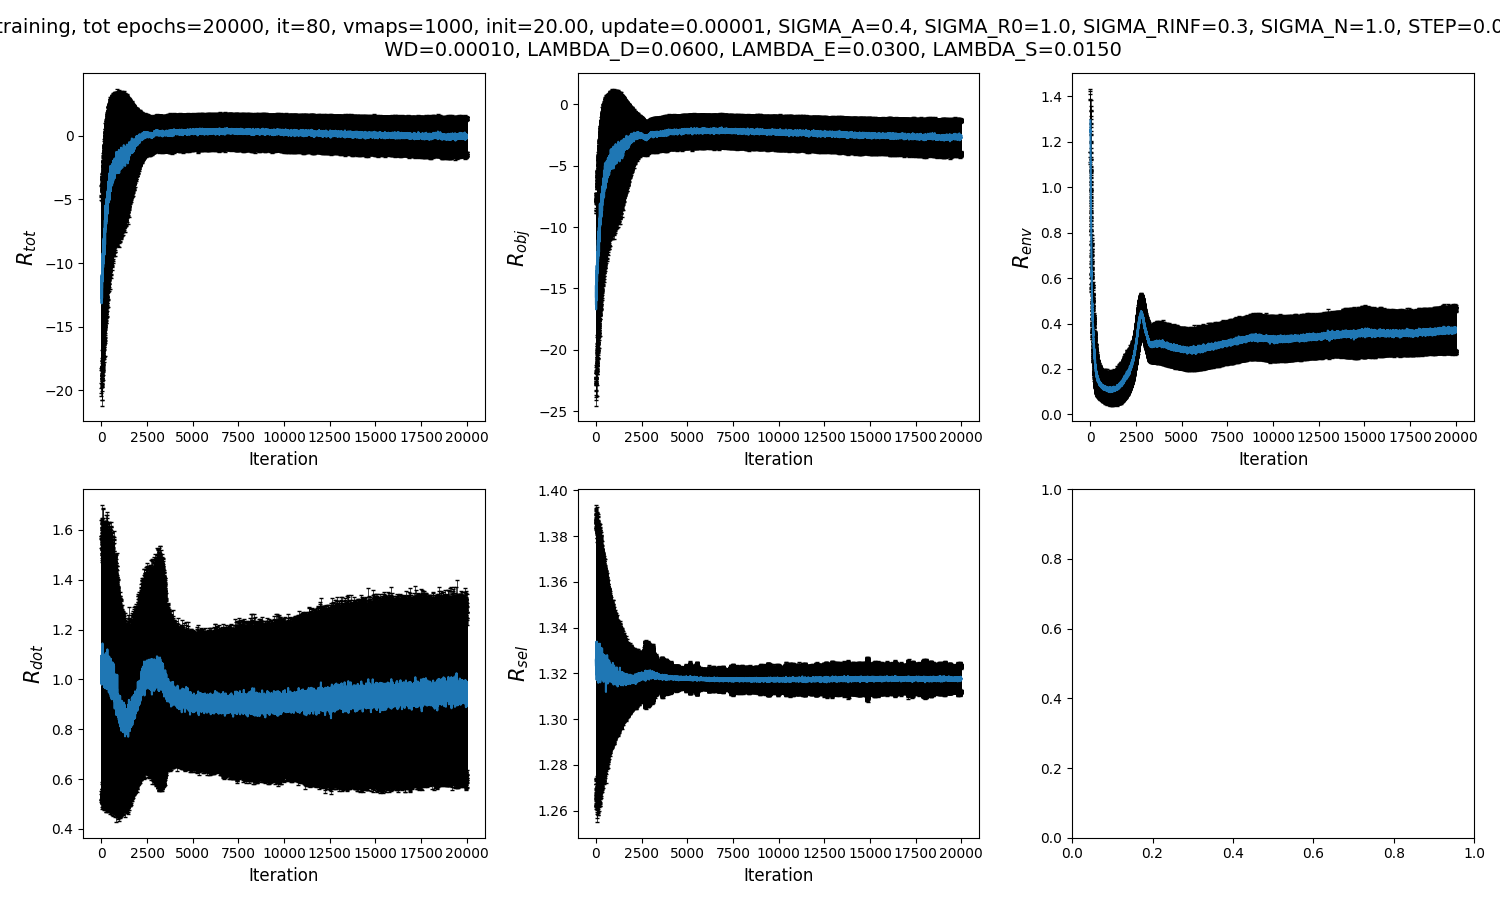 training, tot epochs=20000, it=80, vmaps=1000, init=20.00, update=0.00001, SIGMA_A=0.4, SIGMA_R0=1.0, SIGMA_RINF=0.3, SIGMA_N=1.0, STEP=0.0
WD=0.00010, LAMBDA_D=0.0600, LAMBDA_E=0.0300, LAMBDA_S=0.0150
R_tot
0
−5
−10
−15
−20
0 2500 5000 7500 10000 12500 15000 17500 20000
Iteration
R_obj
0
−5
−10
−15
−20
−25
0 2500 5000 7500 10000 12500 15000 17500 20000
Iteration
R_env
1.4
1.2
1.0
0.8
0.6
0.4
0.2
0.0
0 2500 5000 7500 10000 12500 15000 17500 20000
Iteration
R_dot
1.6
1.4
1.2
1.0
0.8
0.6
0.4
0 2500 5000 7500 10000 12500 15000 17500 20000
Iteration
R_sel
1.40
1.38
1.36
1.34
1.32
1.30
1.28
1.26
0 2500 5000 7500 10000 12500 15000 17500 20000
Iteration
1.0
0.8
0.6
0.4
0.2
0.0
0.0 0.2 0.4 0.6 0.8 1.0